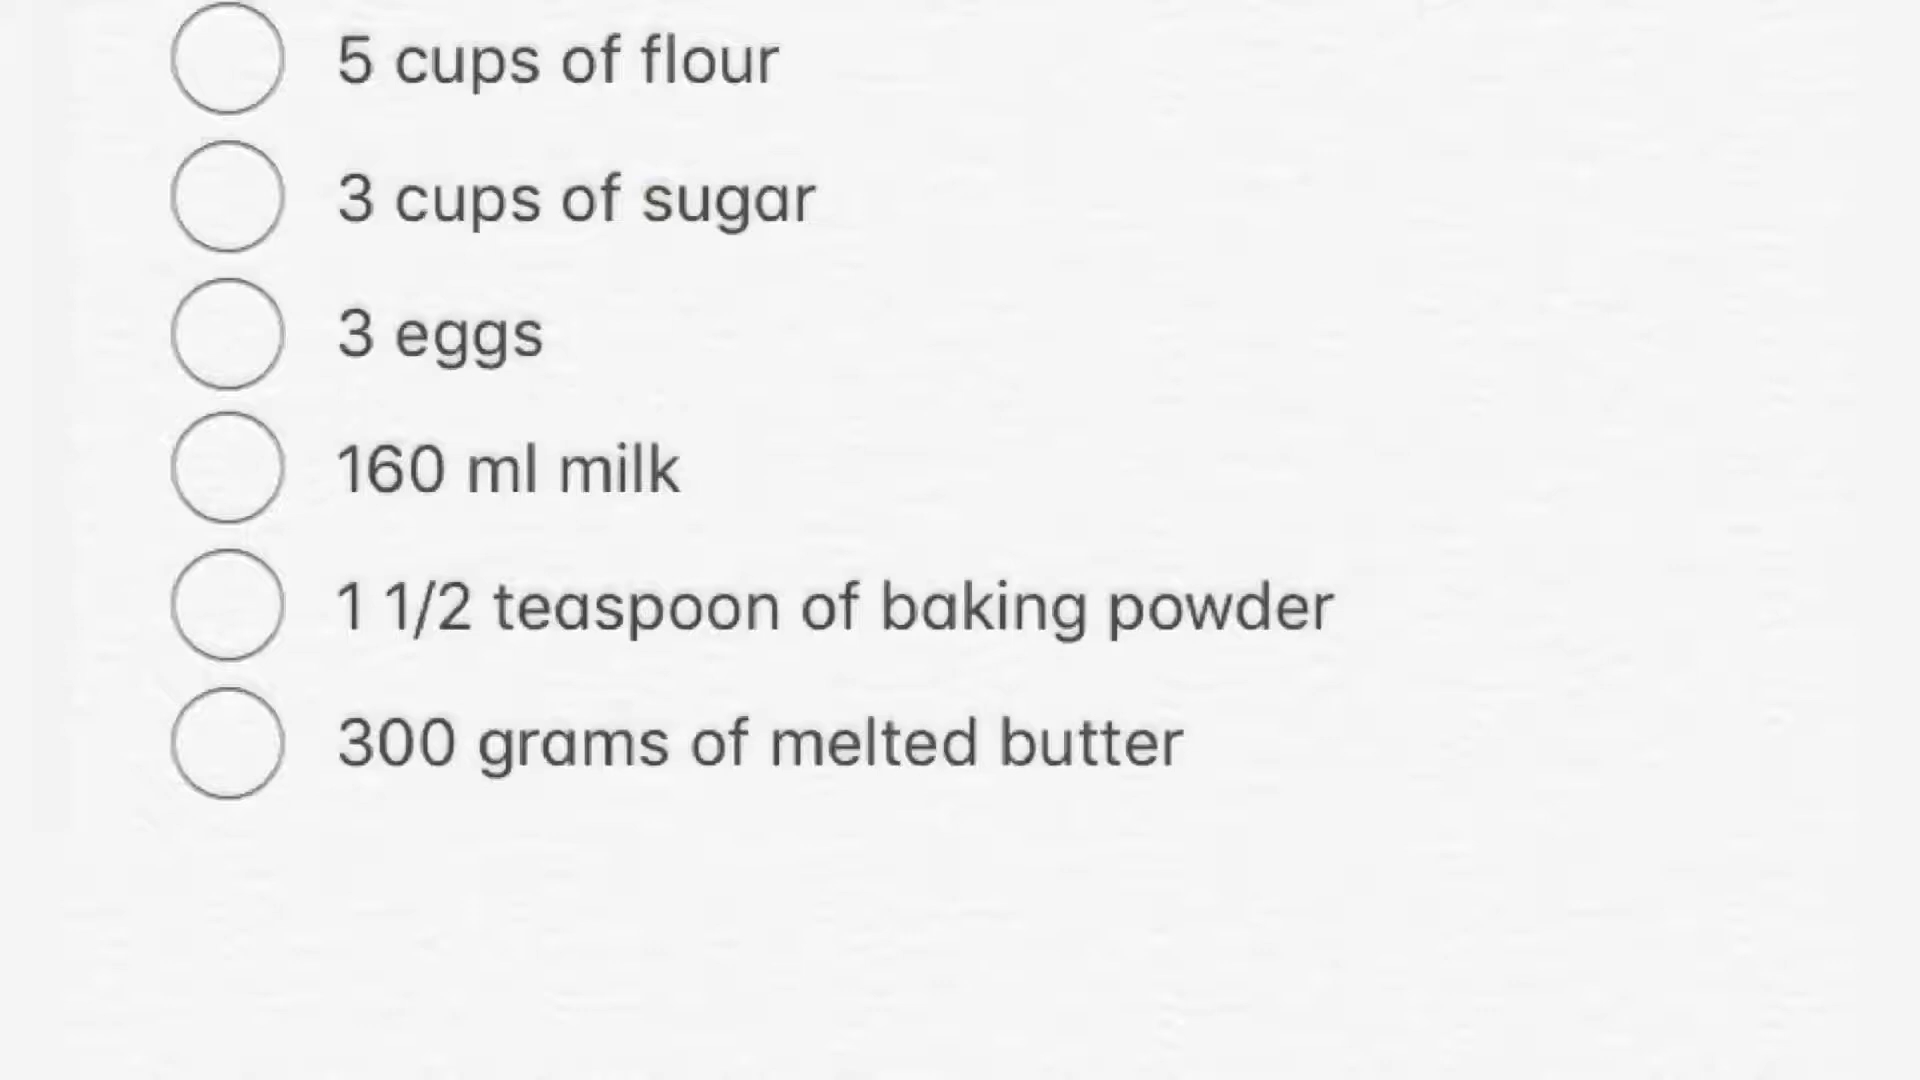 5 cups of flour
3 cups of sugar
3 eggs
160 ml milk
1 1/2 teaspoon of baking powder
300 grams of melted butter